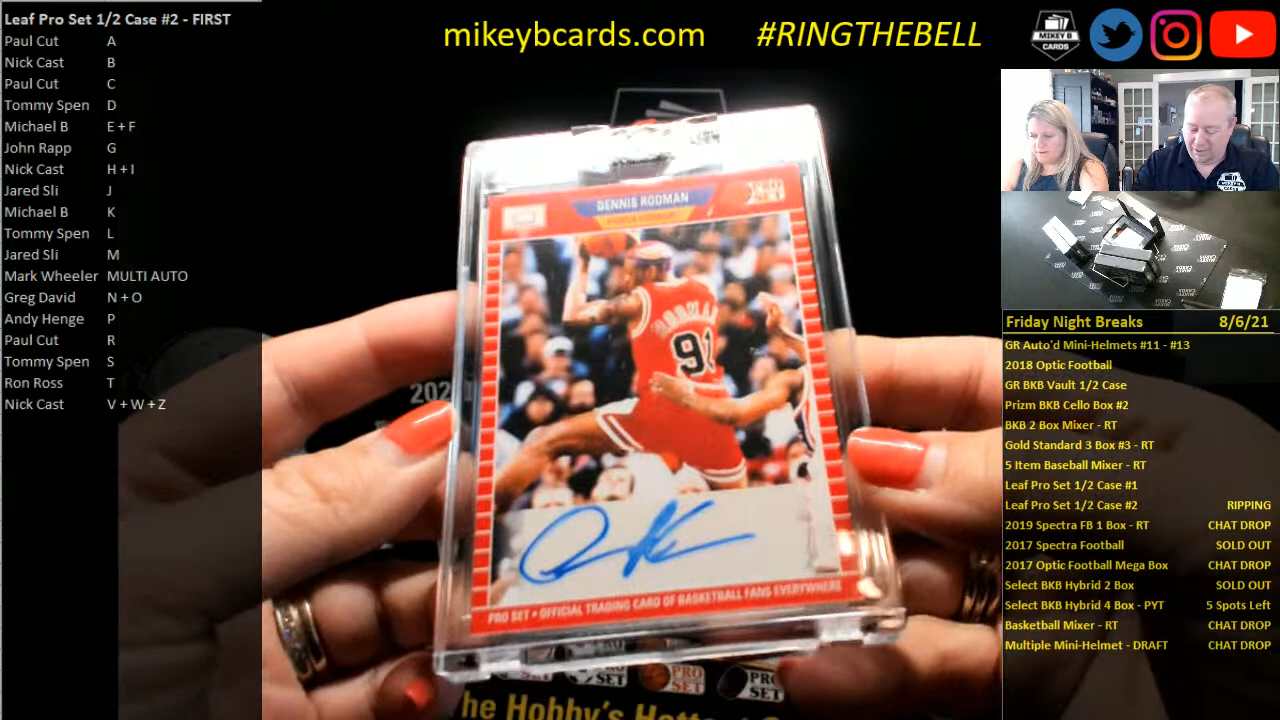 Leaf Pro Set 1/2 Case #2 - FIRST
Paul Cut A
Nick Cast B
Paul Cut C
Tommy Spen D
Michael B E + F
John Rapp G
Nick Cast H + I
Jared Sli J
Michael B K
Tommy Spen L
Jared Sli M
Mark Wheeler MULTI AUTO
Greg David N + O
Andy Henge P
Paul Cut R
Tommy Spen S
Ron Ross T
Nick Cast V + W + Z
mikeybcards.com #RINGTHEBELL
MIKEY B
CARDS
DENNIS RODMAN
PRO
SET
RODMAN
91
PRO SET • OFFICIAL TRADING CARD OF BASKETBALL FANS EVERYWHERE
PRO
SET
PRO
SET
The Hobby's
Friday Night Breaks 8/6/21
GR Auto'd Mini-Helmets #11 - #13
2018 Optic Football
GR BKB Vault 1/2 Case
Prizm BKB Cello Box #2
BKB 2 Box Mixer - RT
Gold Standard 3 Box #3 - RT
5 Item Baseball Mixer - RT
Leaf Pro Set 1/2 Case #1
Leaf Pro Set 1/2 Case #2 RIPPING
2019 Spectra FB 1 Box - RT CHAT DROP
2017 Spectra Football SOLD OUT
2017 Optic Football Mega Box CHAT DROP
Select BKB Hybrid 2 Box SOLD OUT
Select BKB Hybrid 4 Box - PYT 5 Spots Left
Basketball Mixer - RT CHAT DROP
Multiple Mini-Helmet - DRAFT CHAT DROP